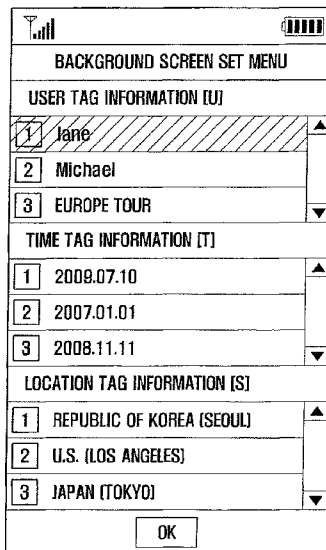 BACKGROUND SCREEN SET MENU
USER TAG INFORMATION [U]
1 Jane
2 Michael
3 EUROPE TOUR
TIME TAG INFORMATION [T]
1 2009.07.10
2 2007.01.01
3 2008.11.11
LOCATION TAG INFORMATION [S]
1 REPUBLIC OF KOREA (SEOUL)
2 U.S. (LOS ANGELES)
3 JAPAN (TOKYO)
OK